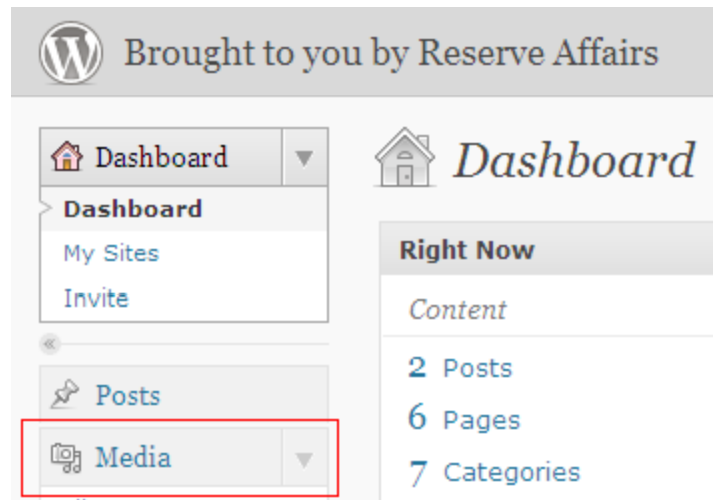 Brought to you by Reserve Affairs
Dashboard
Dashboard
My Sites
Invite
Posts
Media
Dashboard
Right Now
Content
2 Posts
6 Pages
7 Categories